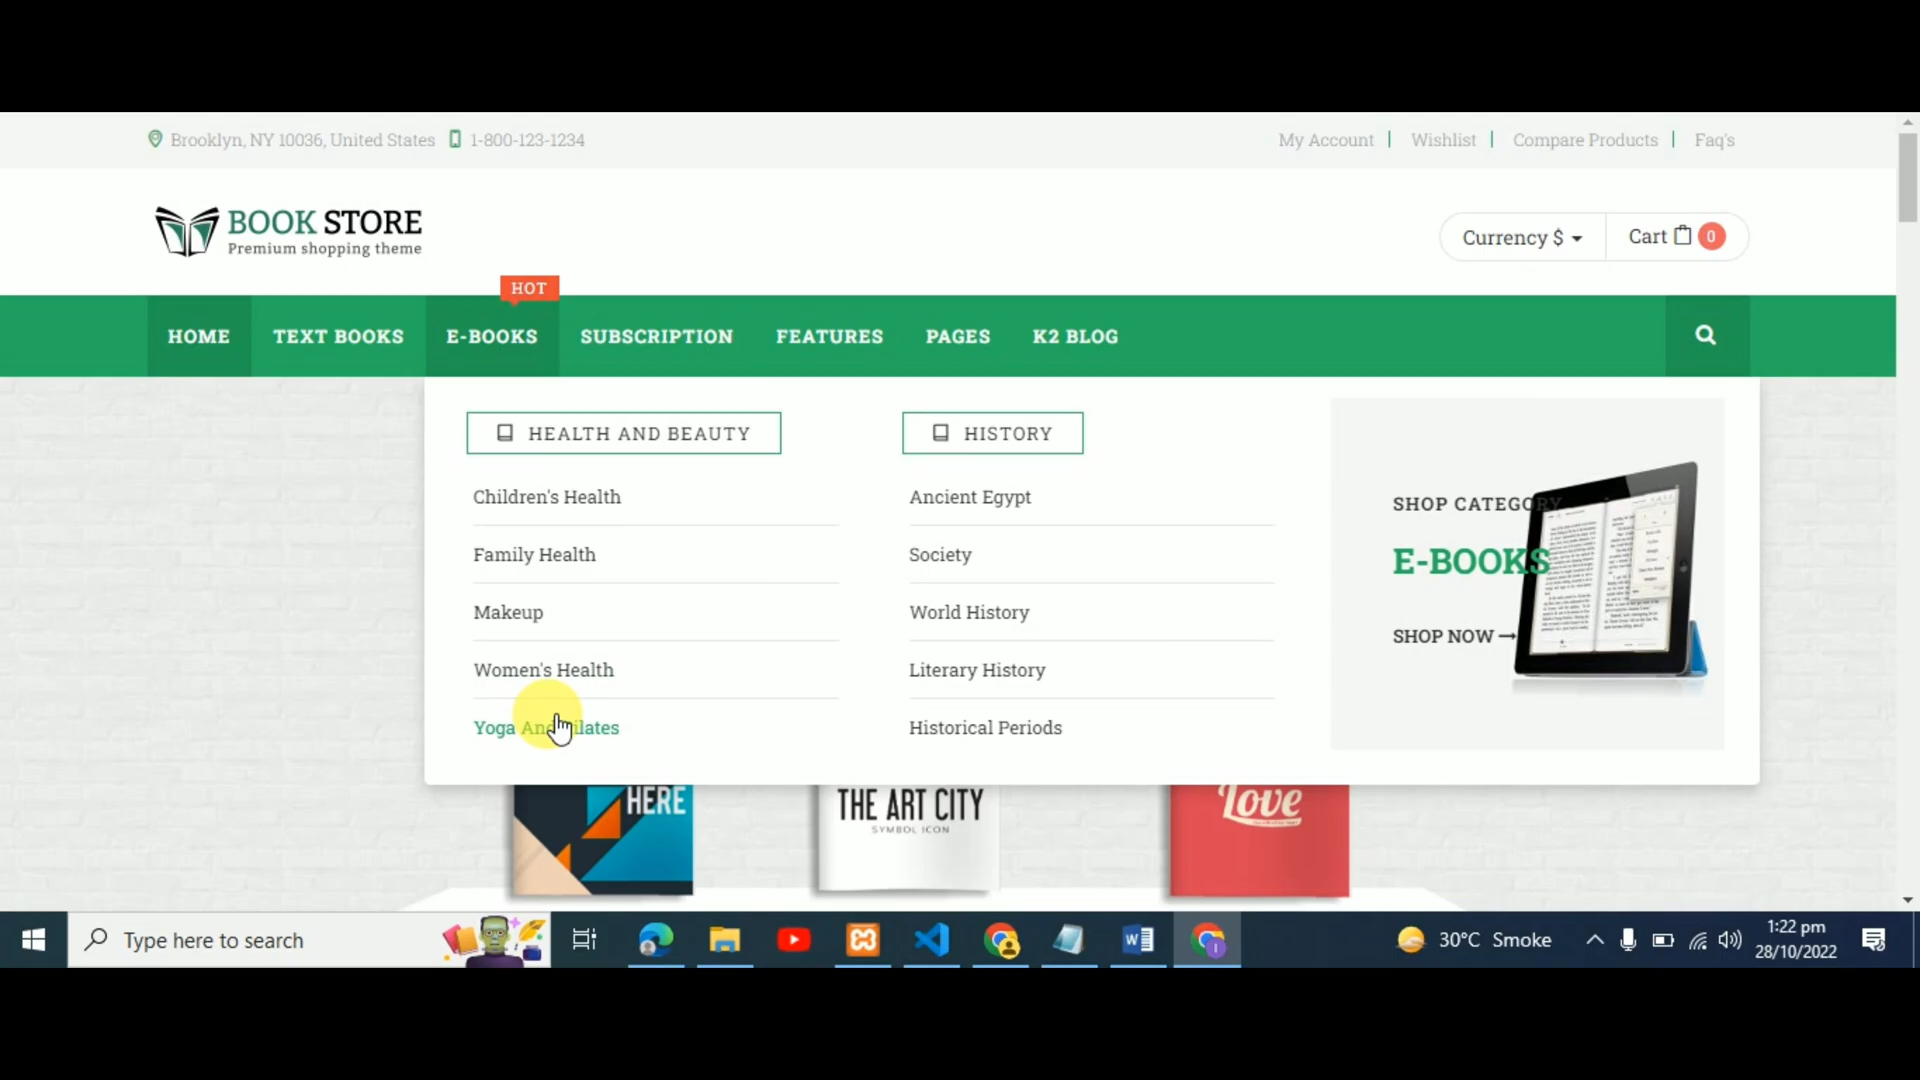 Brooklyn, NY 10036, United States 1-800-123-1234
My Account Wishlist Compare Products Faq's
BOOK STORE
Premium shopping theme
Currency $ Cart 0
HOT
HOME TEXT BOOKS E-BOOKS SUBSCRIPTION FEATURES PAGES K2 BLOG
HEALTH AND BEAUTY
Children's Health
Family Health
Makeup
Women's Health
Yoga And Pilates
HISTORY
Ancient Egypt
Society
World History
Literary History
Historical Periods
SHOP CATEGORY
E-BOOKS
SHOP NOW→
HERE
THE ART CITY
SYMBOL ICON
Love
Type here to search
30°C Smoke
1:22 pm
28/10/2022